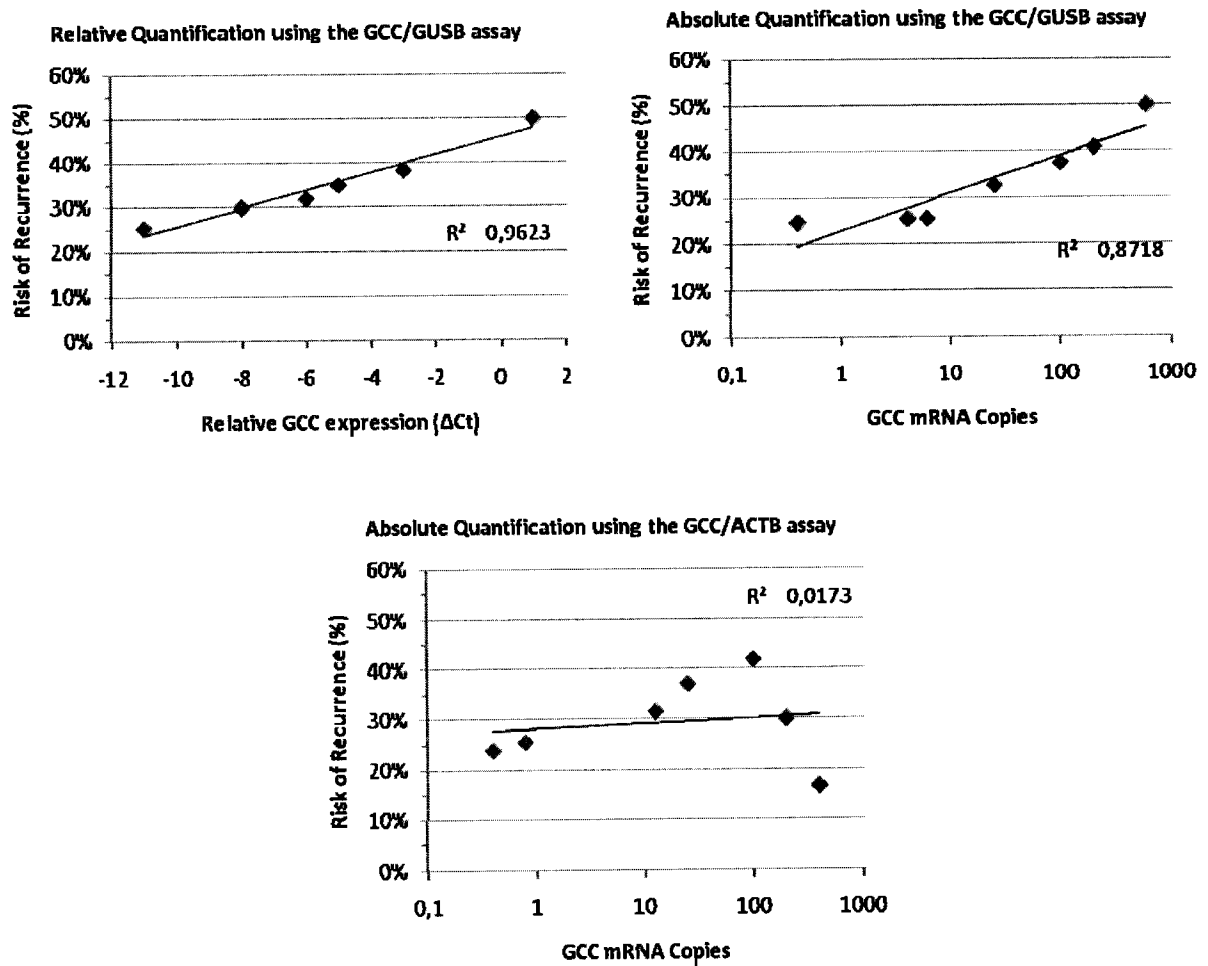 Relative Quantification using the GCC/GUSB assay
60%
50%
40%
30%
20%
10%
0%
Risk of Recurrence (%)
R² 0,9623
-12 -10 -8 -6 -4 -2 0 2
Relative GCC expression (ΔCt)
Absolute Quantification using the GCC/GUSB assay
60%
50%
40%
30%
20%
10%
0%
Risk of Recurrence (%)
R² 0,8718
0,1 1 10 100 1000
GCC mRNA Copies
Absolute Quantification using the GCC/ACTB assay
60%
50%
40%
30%
20%
10%
0%
Risk of Recurrence (%)
R² 0,0173
0,1 1 10 100 1000
GCC mRNA Copies